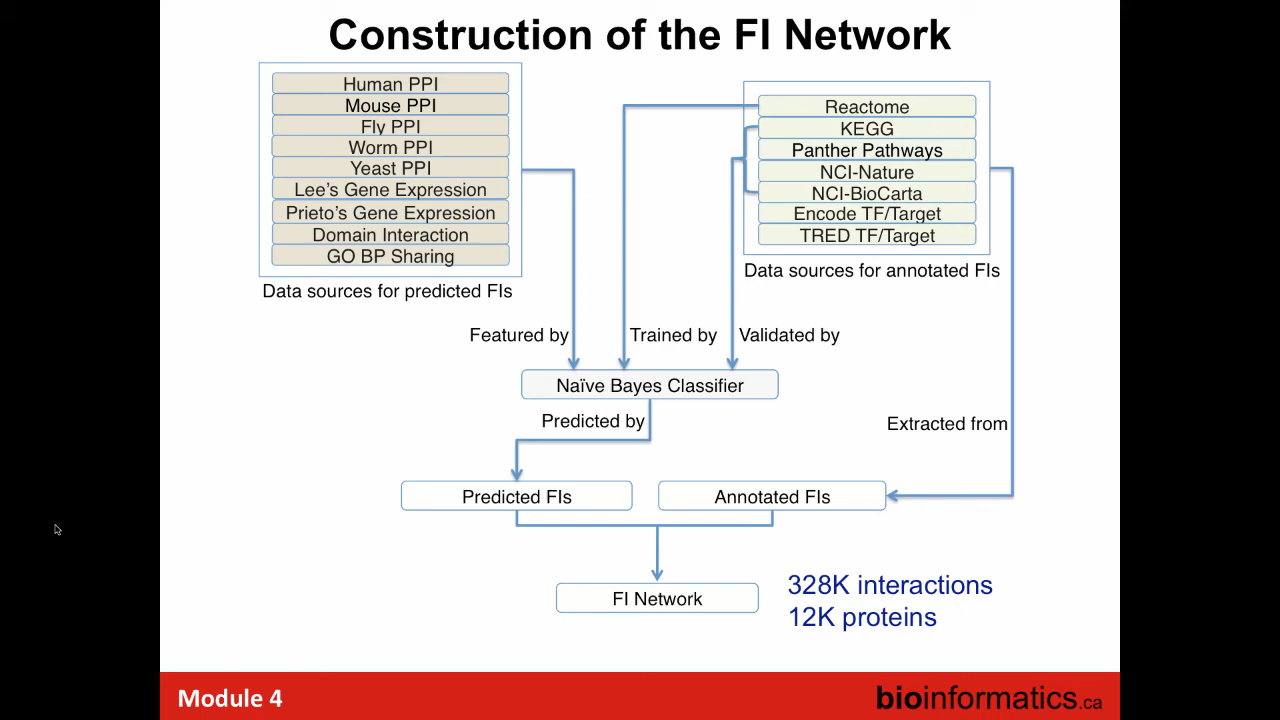 Construction of the FI Network
Human PPI
Mouse PPI
Fly PPI
Worm PPI
Yeast PPI
Lee's Gene Expression
Prieto's Gene Expression
Domain Interaction
GO BP Sharing
Data sources for predicted FIs
Reactome
KEGG
Panther Pathways
NCI-Nature
NCI-BioCarta
Encode TF/Target
TRED TF/Target
Data sources for annotated FIs
Featured by
Trained by
Validated by
Naïve Bayes Classifier
Predicted by
Extracted from
Predicted FIs
Annotated FIs
FI Network
328K interactions
12K proteins
Module 4
bioinformatics.ca